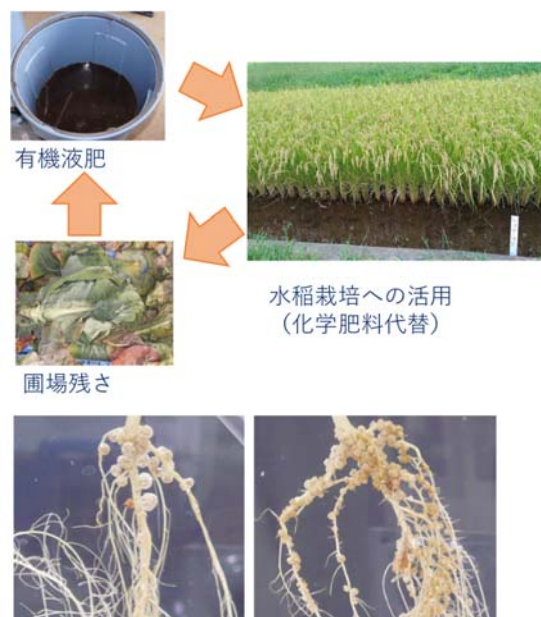 有機液肥
水稲栽培への活用
（化学肥料代替）
圃場残さ